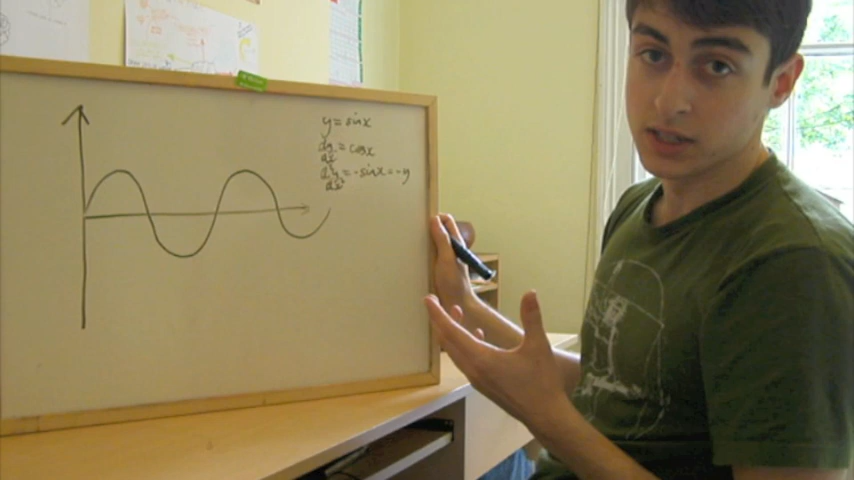 y = sinx
dy/dx = cosx
d²y/dx² = -sinx = -y